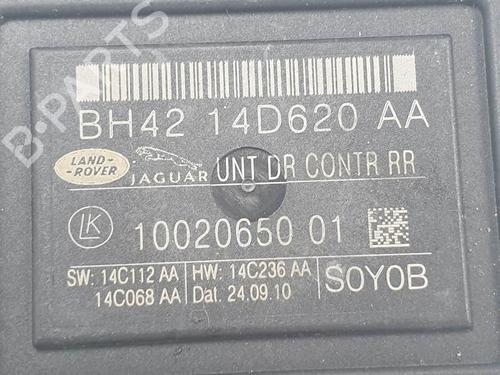 BH42 14D620 AA
LAND-
ROVER
JAGUAR
UNT DR CONTR RR
LK
10020650 01
SW: 14C112 AA
14C068 AA
HW: 14C236 AA
Dat. 24.09.10
S0Y0B
B-PARTS